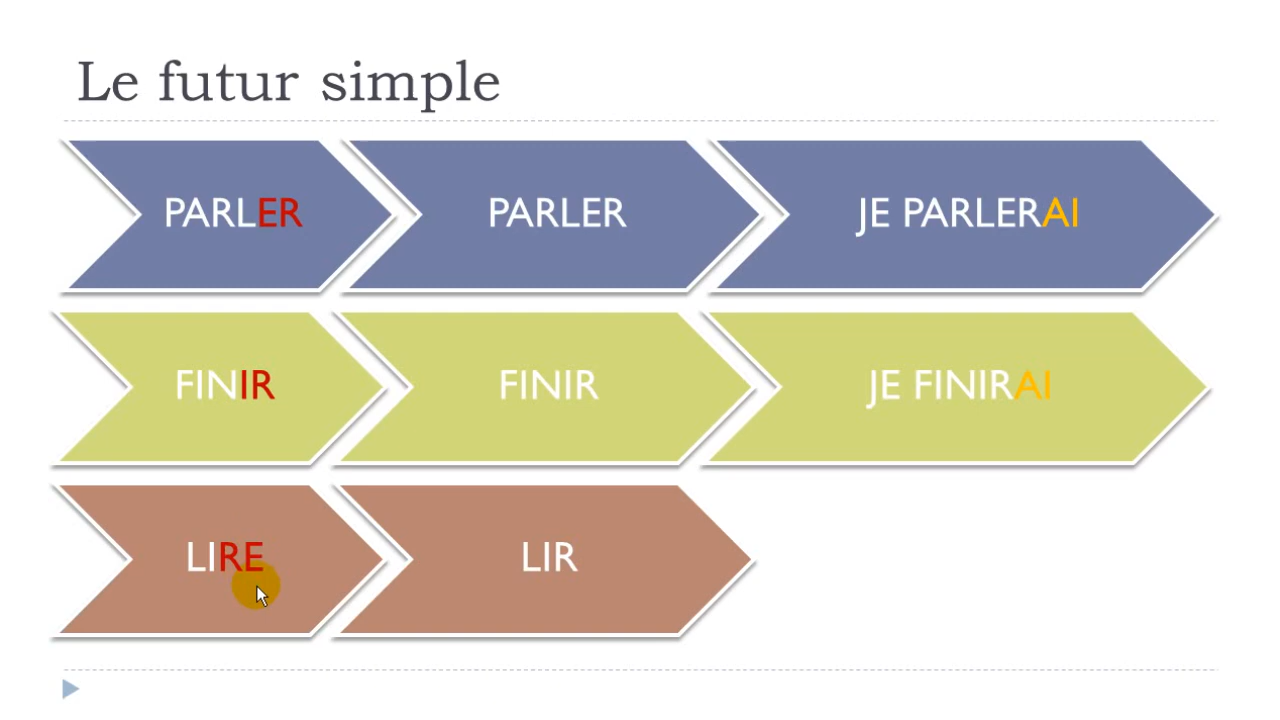 Le futur simple
PARLER
PARLER
JE PARLERAI
FINIR
FINIR
JE FINIRAI
LIRE
LIR